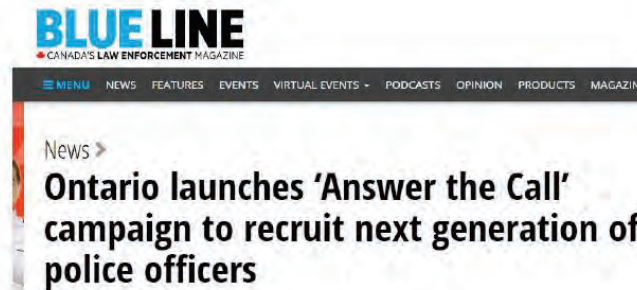 BLUE LINE
CANADA'S LAW ENFORCEMENT MAGAZINE
MENU NEWS FEATURES EVENTS VIRTUAL EVENTS PODCASTS OPINION PRODUCTS MAGAZIN
News >
Ontario launches ‘Answer the Call’
campaign to recruit next generation of
police officers